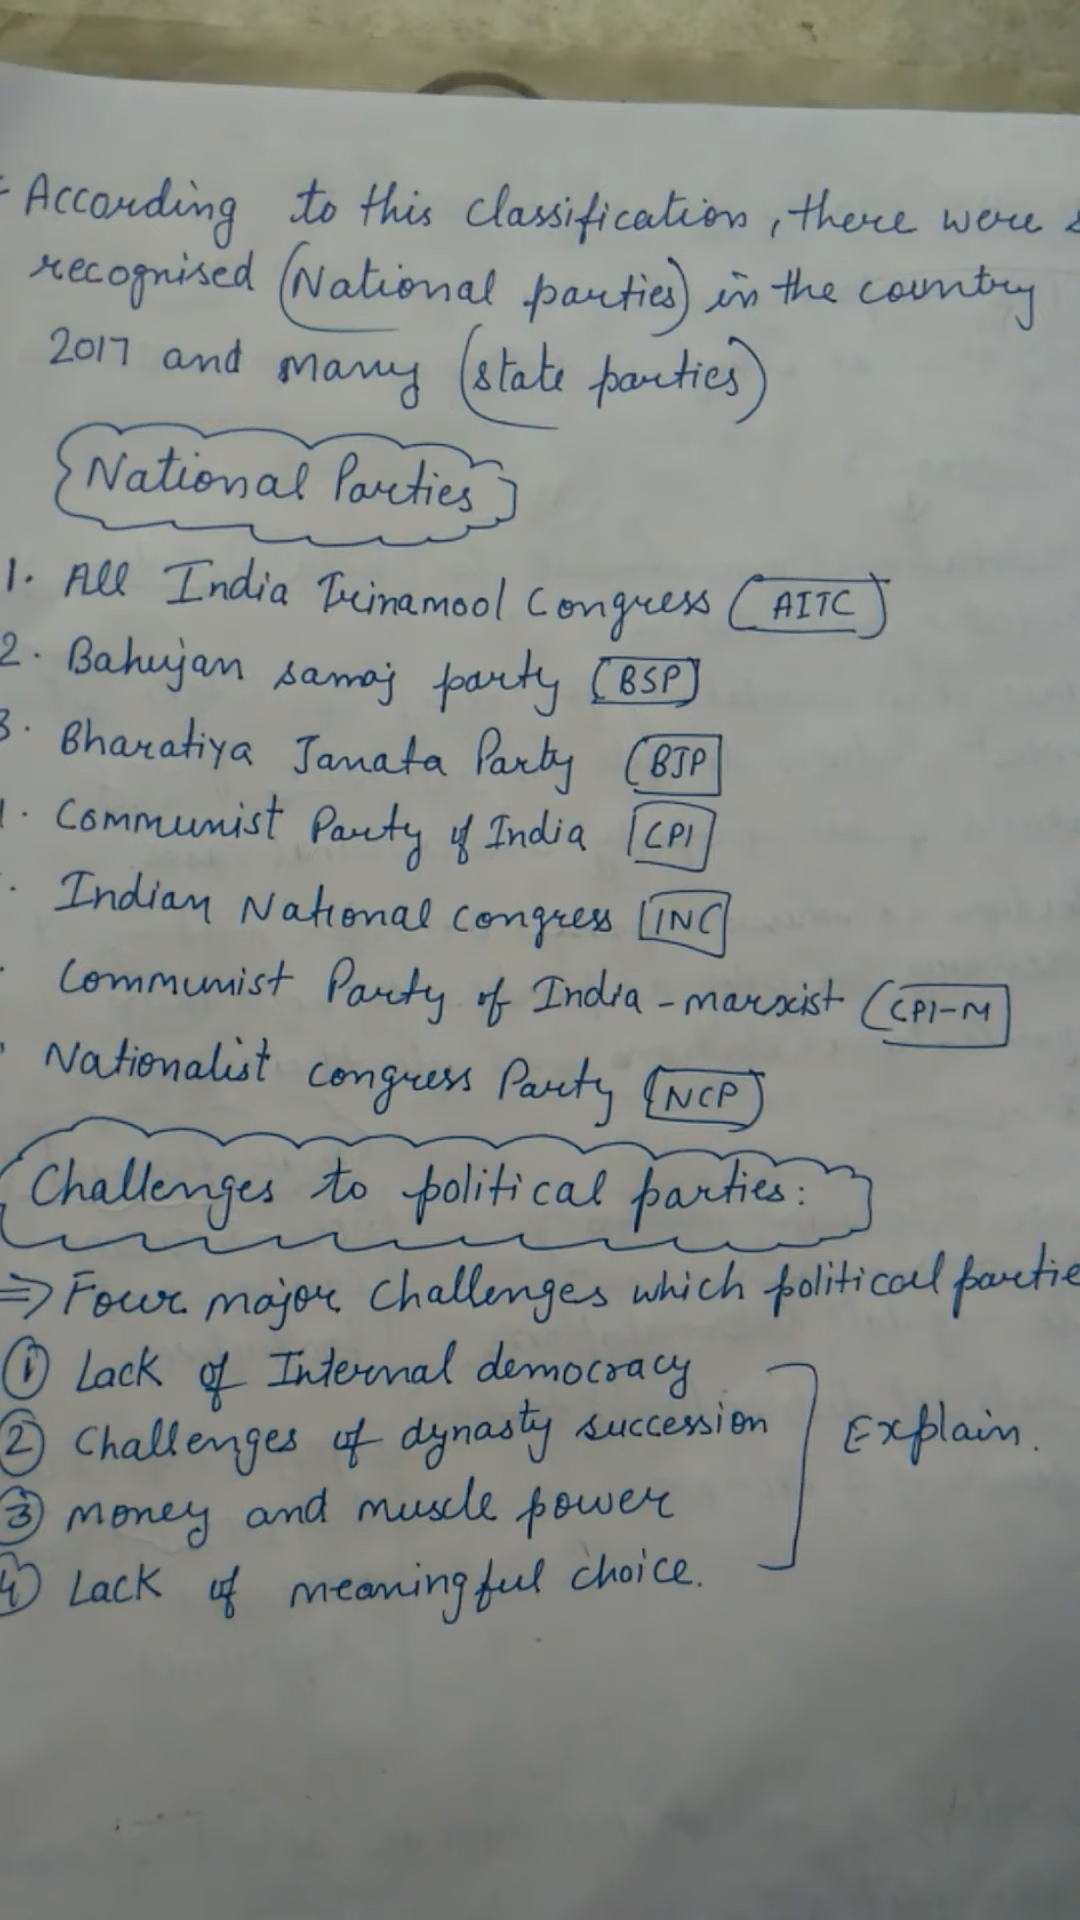 According to this classification, there were
recognised (National parties) in the country
2017 and many (state parties)
National Parties
1. All India Trinamool Congress (AITC)
2. Bahujan samaj party (BSP)
3. Bharatiya Janata Party (BJP)
. Communist Party of India (CPI)
. Indian National congress (INC)
. Communist Party of India - marxist (CPI-M)
Nationalist congress Party (NCP)
Challenges to political parties:
⇒ Four major challenges which political partie
① Lack of Internal democracy
② Challenges of dynasty succession
③ money and muscle power
④ Lack of meaningful choice.
Explain.